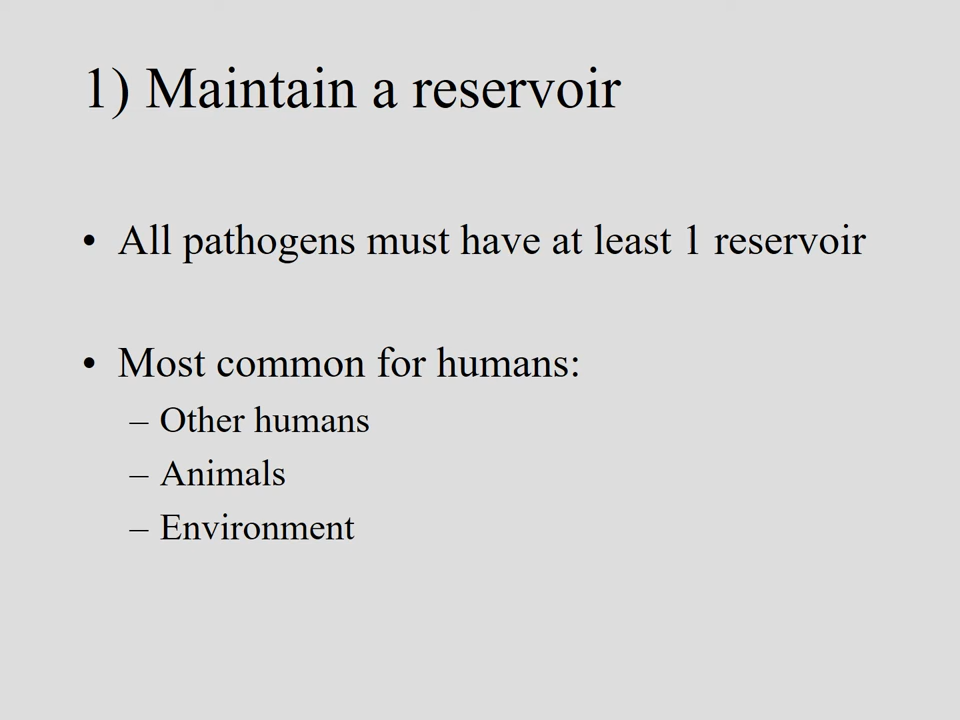 1) Maintain a reservoir
• All pathogens must have at least 1 reservoir
• Most common for humans:
– Other humans
– Animals
– Environment